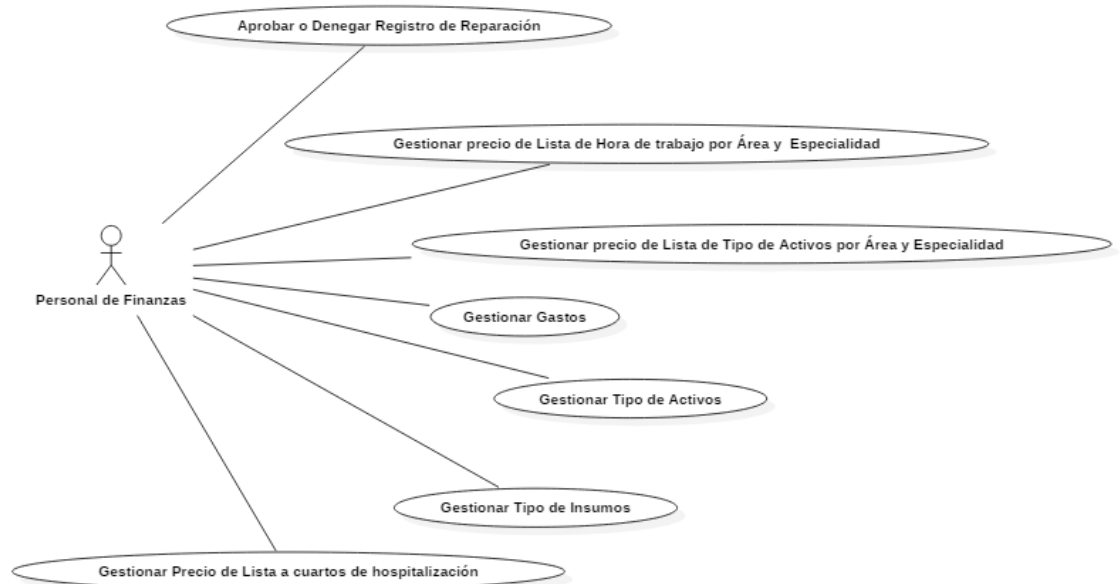 Aprobar o Denegar Registro de Reparación
Gestionar precio de Lista de Hora de trabajo por Área y  Especialidad
Gestionar precio de Lista de Tipo de Activos por Área y Especialidad
Personal de Finanzas
Gestionar Gastos
Gestionar Tipo de Activos
Gestionar Tipo de Insumos
Gestionar Precio de Lista a cuartos de hospitalización